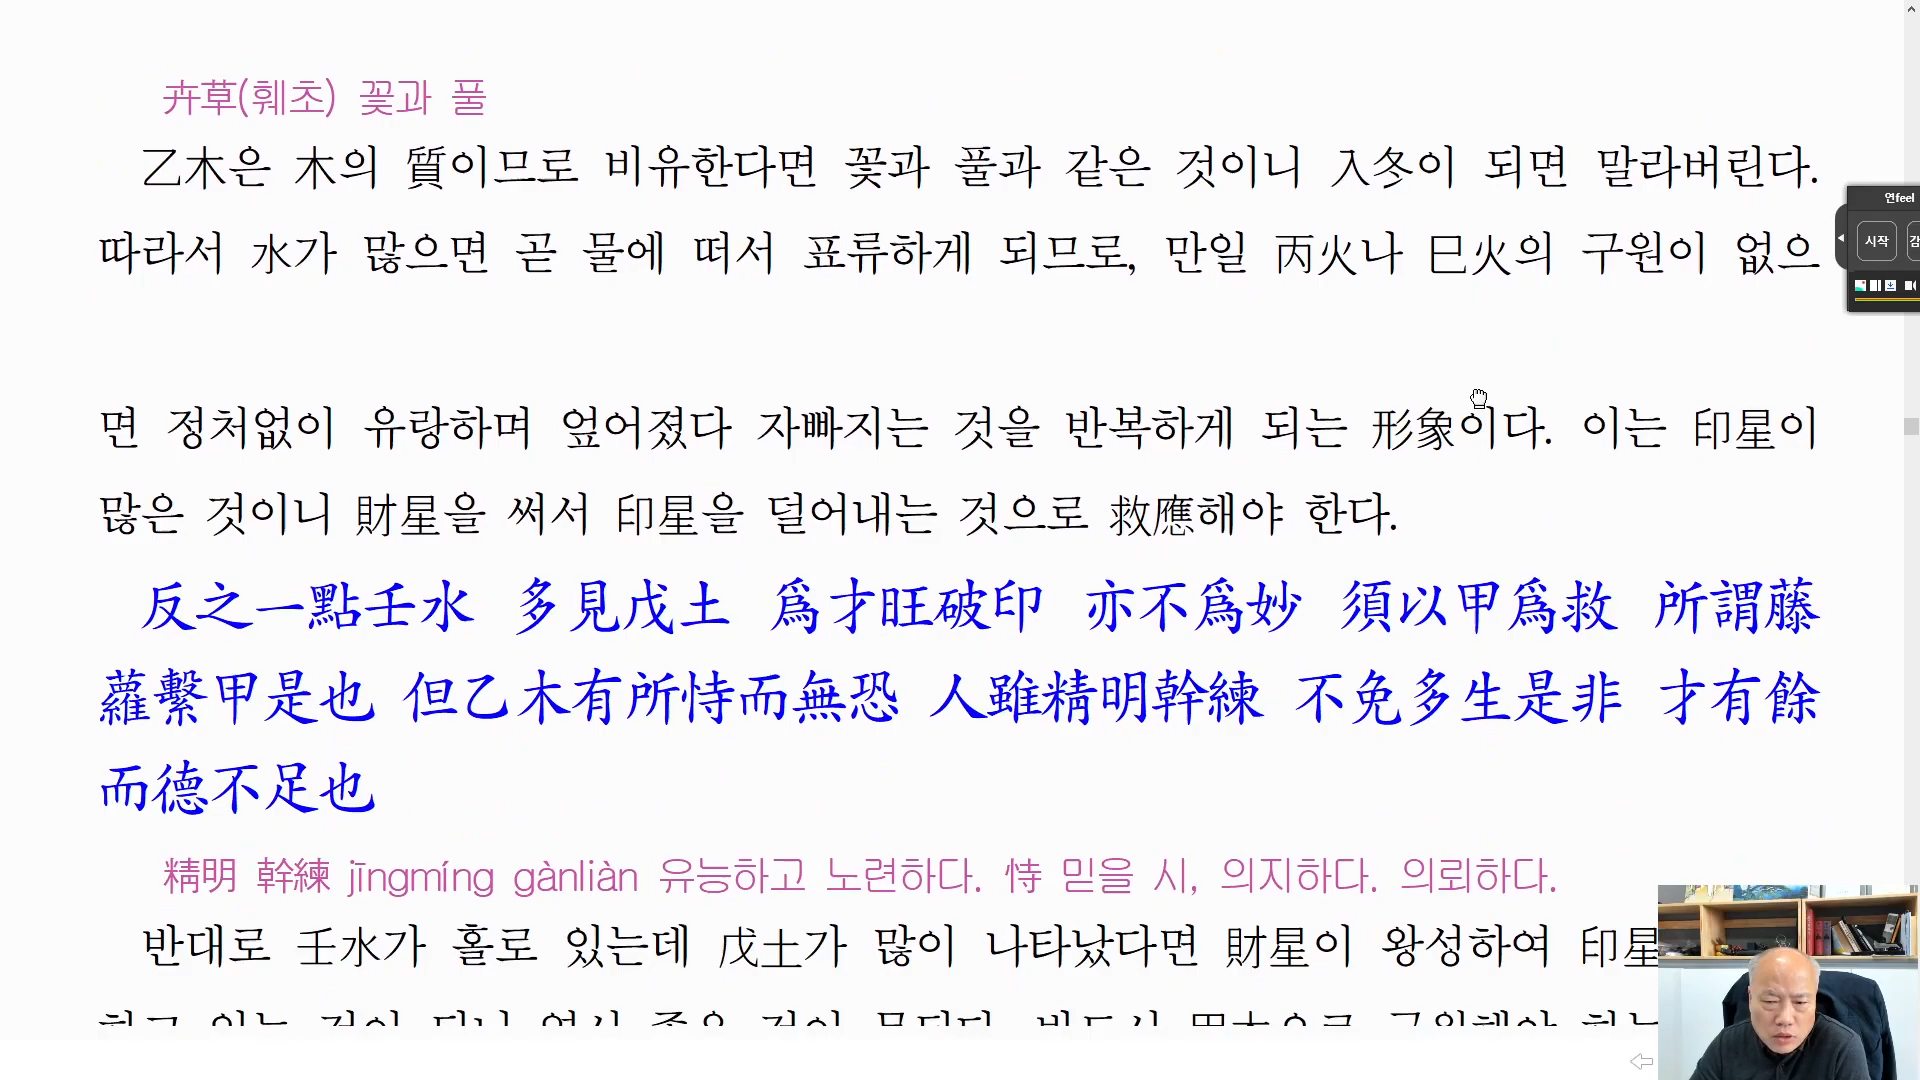 卉草(훼초) 꽃과 풀
乙木은 木의 質이므로 비유한다면 꽃과 풀과 같은 것이니 入冬이 되면 말라버린다.
따라서 水가 많으면 곧 물에 떠서 표류하게 되므로, 만일 丙火나 巳火의 구원이 없으
면 정처없이 유랑하며 엎어졌다 자빠지는 것을 반복하게 되는 形象이다. 이는 印星이
많은 것이니 財星을 써서 印星을 덜어내는 것으로 救應해야 한다.
反之一點壬水 多見戊土 爲才旺破印 亦不爲妙 須以甲爲救 所謂藤
蘿繫甲是也 但乙木有所恃而無恐 人雖精明幹練 不免多生是非 才有餘
而德不足也
精明 幹練 jīngmíng gànliàn 유능하고 노련하다. 恃 믿을 시, 의지하다. 의뢰하다.
반대로 壬水가 홀로 있는데 戊土가 많이 나타났다면 財星이 왕성하여 印星
연feel
시작